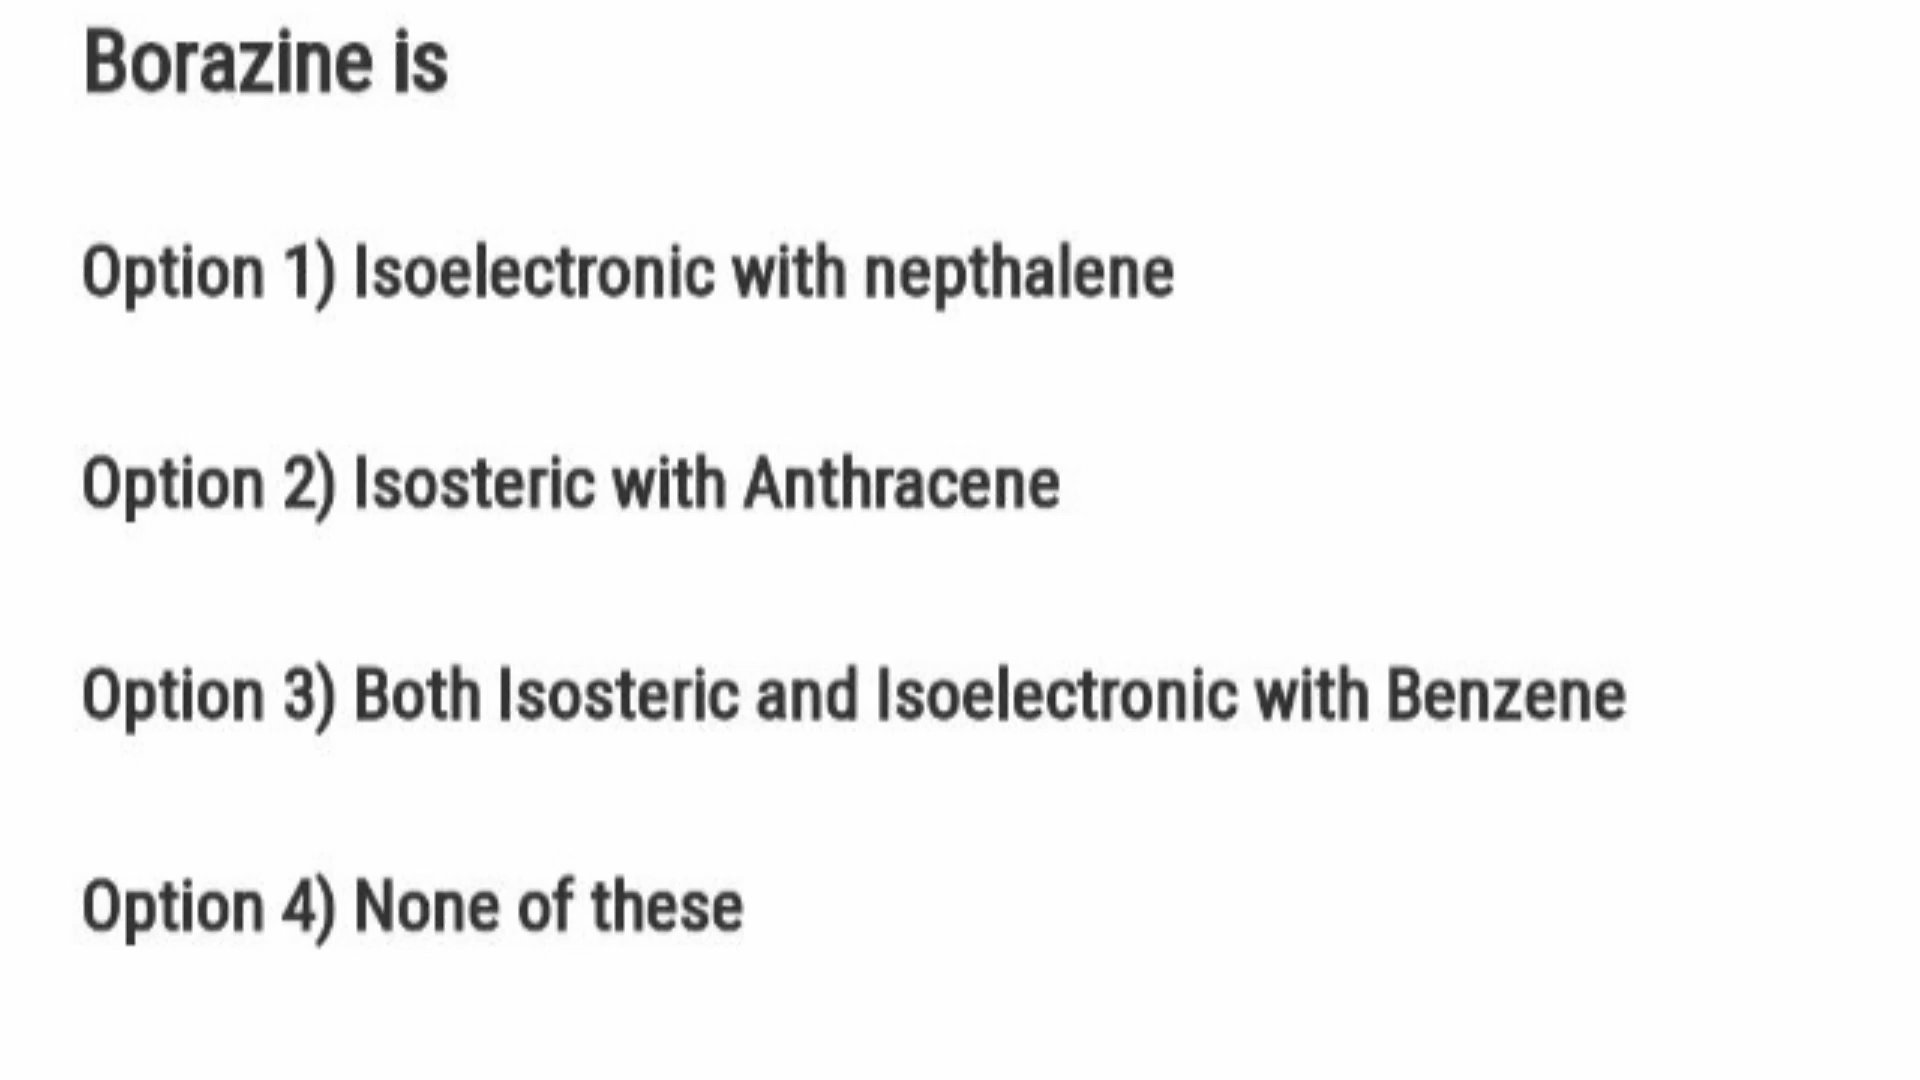 Borazine is
Option 1) Isoelectronic with nepthalene
Option 2) Isosteric with Anthracene
Option 3) Both Isosteric and Isoelectronic with Benzene
Option 4) None of these